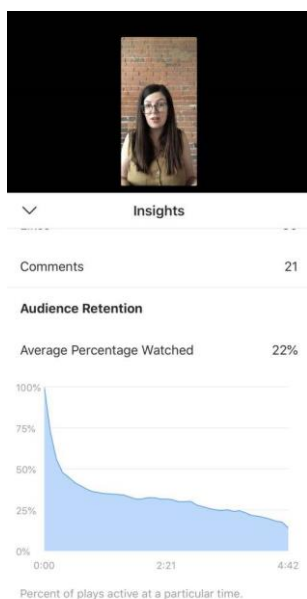 Insights
Comments 21
Audience Retention
Average Percentage Watched 22%
100%
75%
50%
25%
0%
0:00 2:21 4:42
Percent of plays active at a particular time.